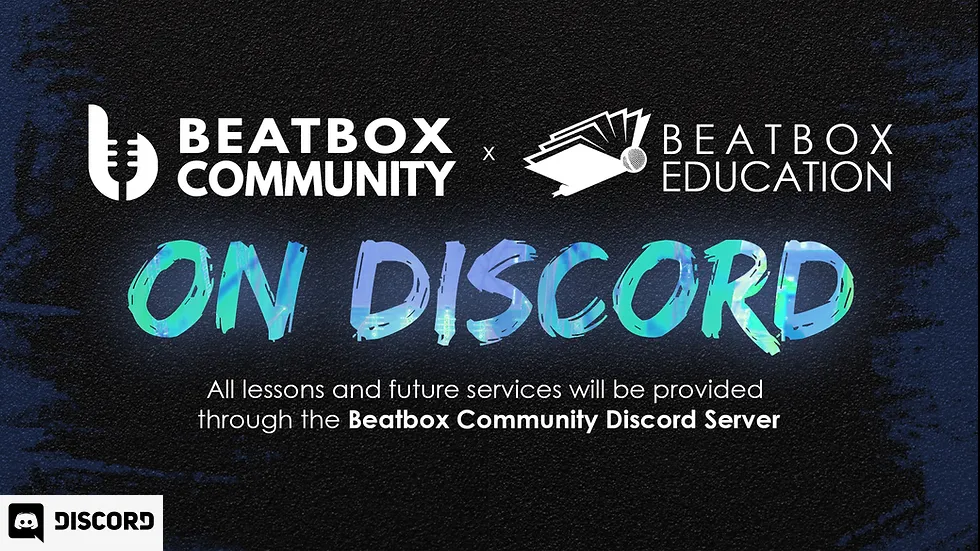 BEATBOX
COMMUNITY
x
BEATBOX
EDUCATION
ON DISCORD
All lessons and future services will be provided
through the Beatbox Community Discord Server
DISCORD